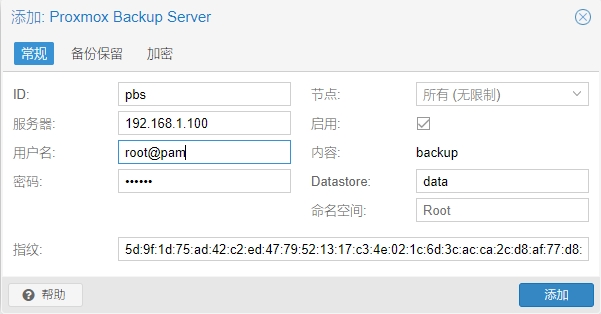 添加: Proxmox Backup Server
常规 备份保留 加密
ID: pbs 节点: 所有 (无限制)
服务器: 192.168.1.100 启用:
用户名: root@pam 内容: backup
密码: •••••• Datastore: data
命名空间: Root
指纹: 5d:9f:1d:75:ad:42:c2:ed:47:79:52:13:17:c3:4e:02:1c:6d:3c:ac:ca:2c:d8:af:77:d8:
帮助 添加